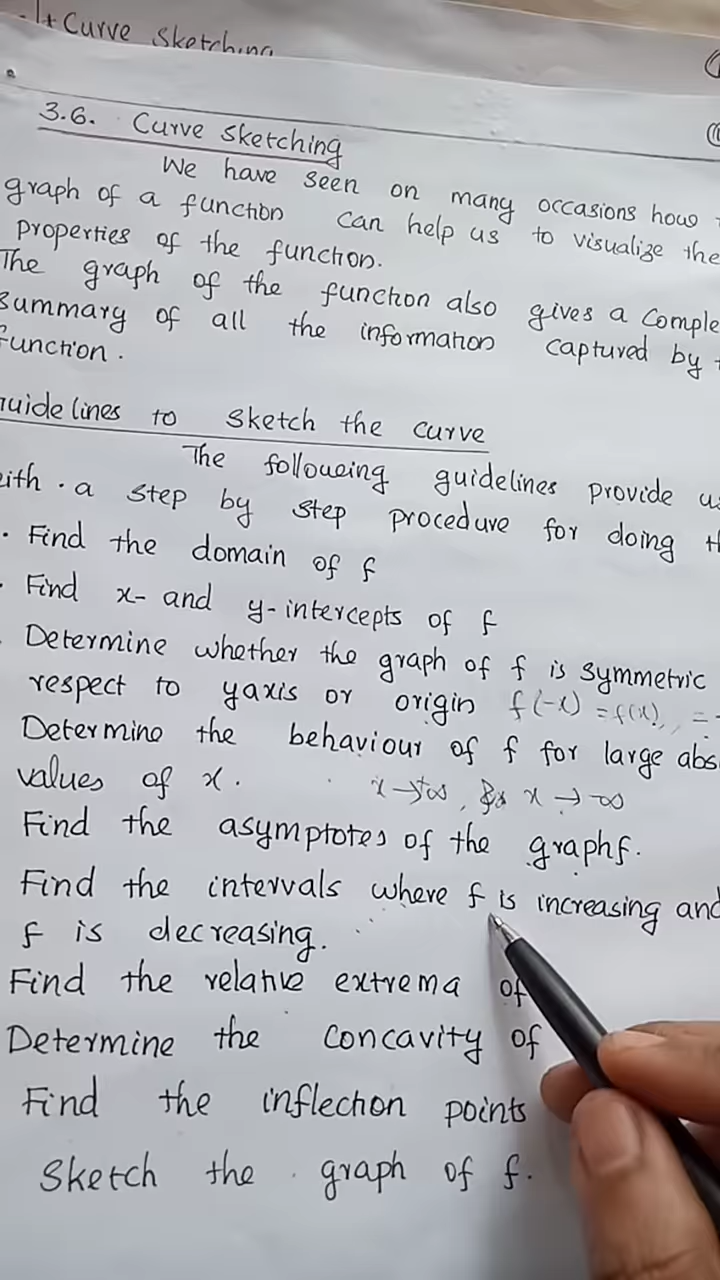 Curve Sketching
3.6. Curve Sketching
We have seen on many occasions how
graph of a function can help us to visualize the
properties of the function.
The graph of the function also gives a Comple
summary of all the information captured by t
function.
uidelines to sketch the curve
The following guidelines provide us
ith a step by step procedure for doing th
. Find the domain of f
. Find x- and y-intercepts of f
. Determine whether the graph of f is symmetric
respect to yaxis or origin f(-x) = f(x), = -
Determine the behaviour of f for large abs
values of x. x→+∞, x→-∞
Find the asymptotes of the graph f.
Find the intervals where f is increasing and
f is decreasing.
Find the relative extrema of
Determine the concavity of
Find the inflection points
Sketch the graph of f.